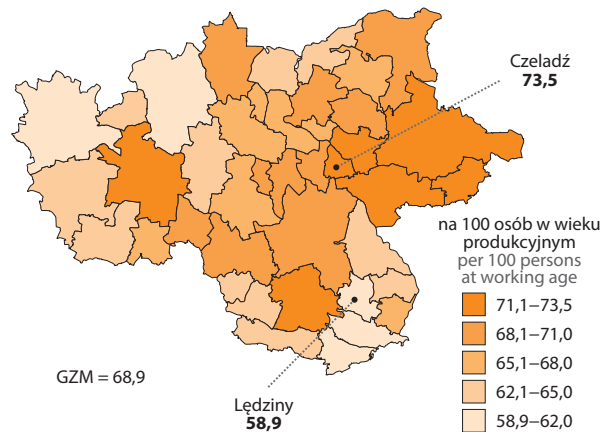 Czeladź
73,5
na 100 osób w wieku
produkcyjnym
per 100 persons
at working age
71,1–73,5
68,1–71,0
65,1–68,0
62,1–65,0
58,9–62,0
GZM = 68,9
Lędziny
58,9